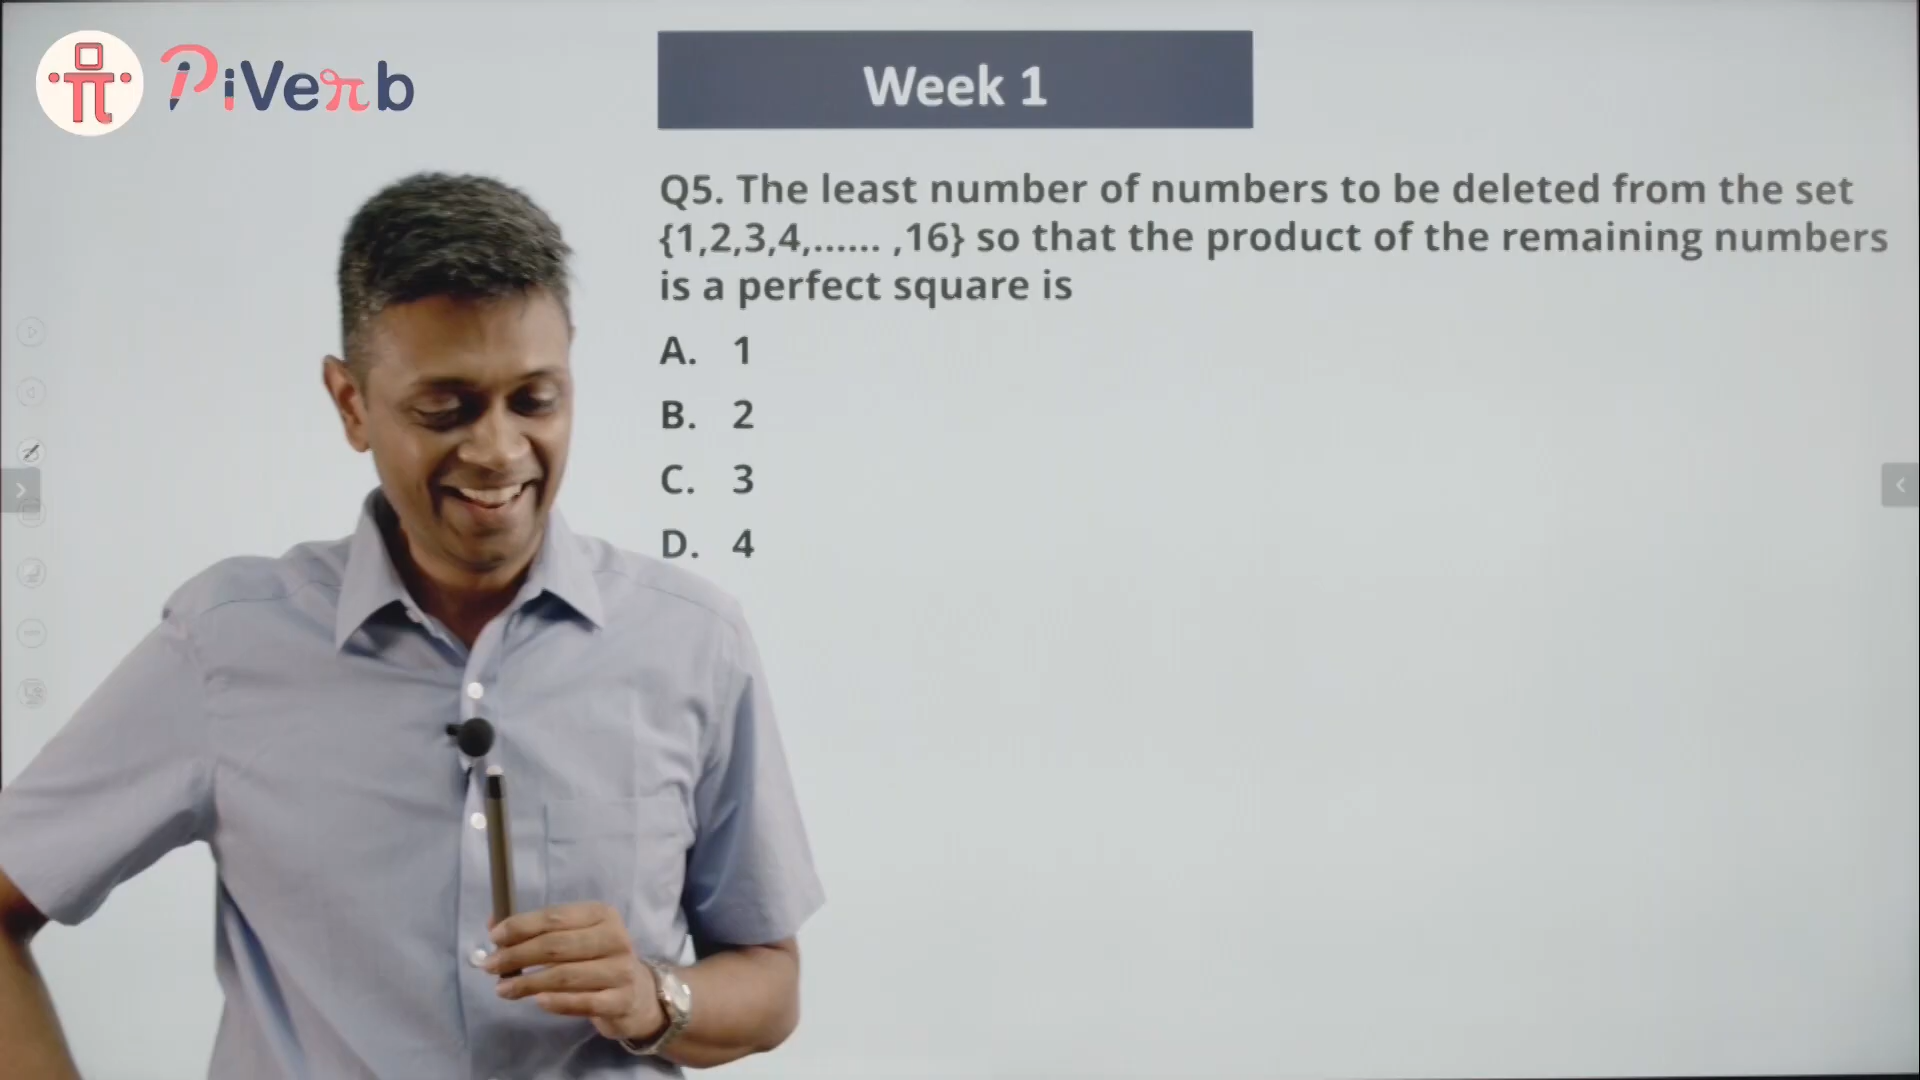 PiVerb
Week 1
Q5. The least number of numbers to be deleted from the set
{1,2,3,4,...... ,16} so that the product of the remaining numbers
is a perfect square is
A. 1
B. 2
C. 3
D. 4